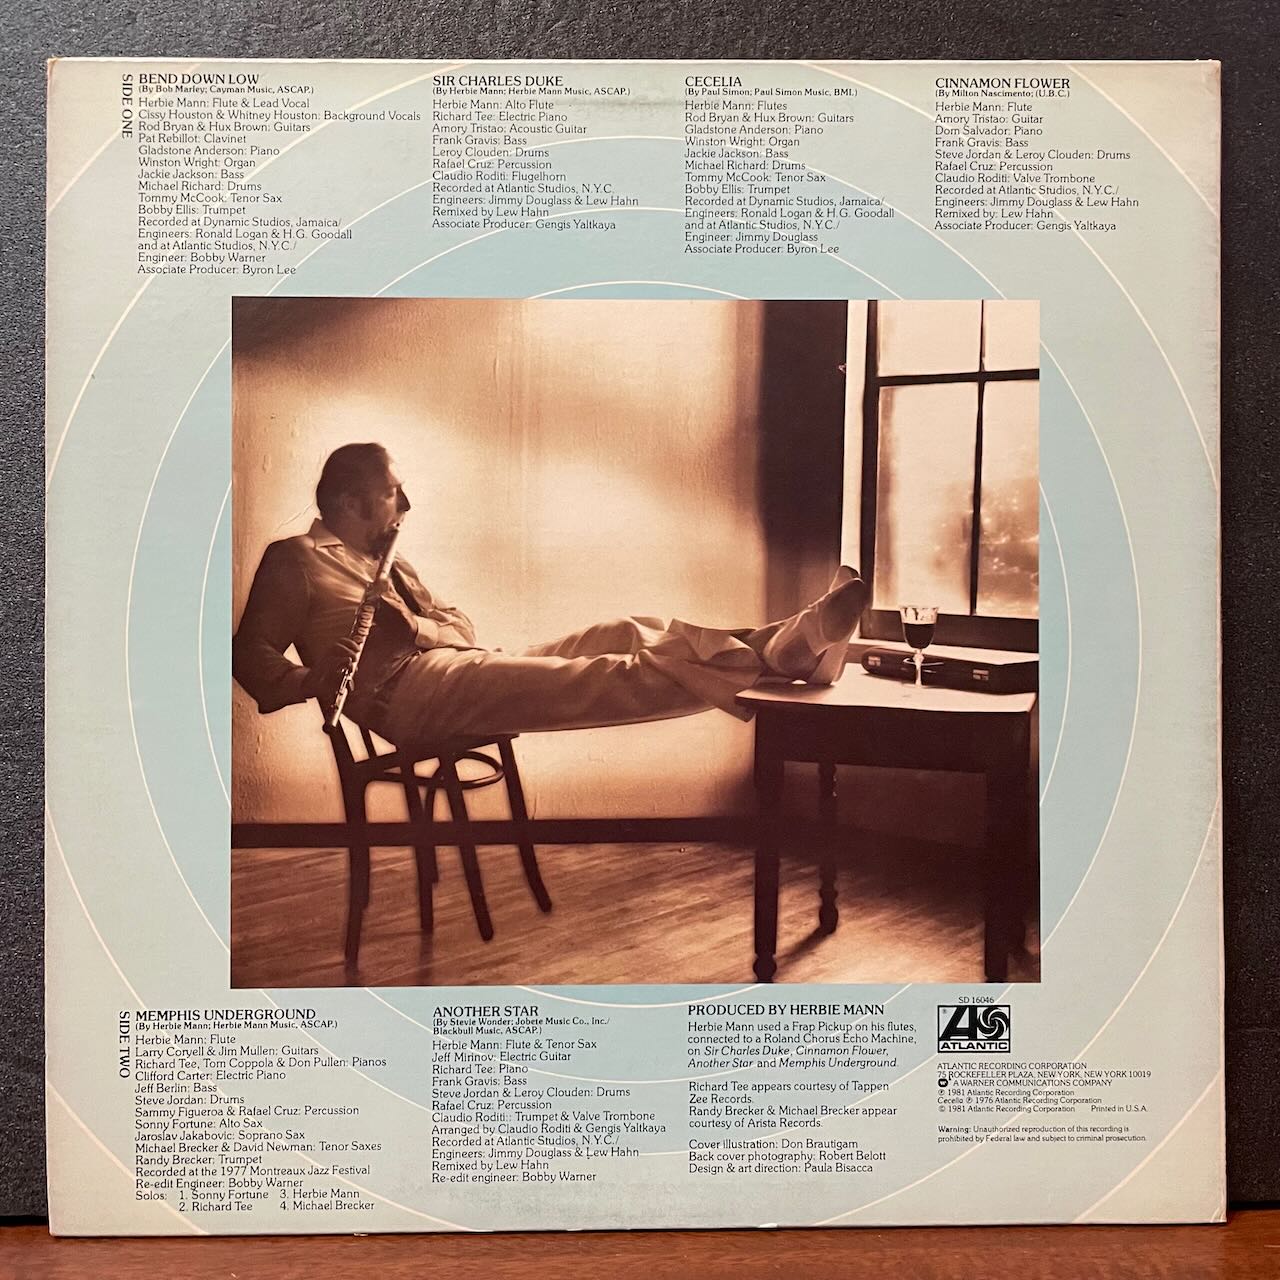 SIDE ONE
BEND DOWN LOW
(By Bob Marley; Cayman Music, ASCAP.)
Herbie Mann: Flute & Lead Vocal
Cissy Houston & Whitney Houston: Background Vocals
Rod Bryan & Hux Brown: Guitars
Pat Rebillot: Clavinet
Gladstone Anderson: Piano
Winston Wright: Organ
Jackie Jackson: Bass
Michael Richard: Drums
Tommy McCook: Tenor Sax
Bobby Ellis: Trumpet
Recorded at Dynamic Studios, Jamaica/
Engineers: Ronald Logan & H.G. Goodall
and at Atlantic Studios, N.Y.C./
Engineer: Bobby Warner
Associate Producer: Byron Lee
SIR CHARLES DUKE
(By Herbie Mann; Herbie Mann Music, ASCAP.)
Herbie Mann: Alto Flute
Richard Tee: Electric Piano
Amory Tristao: Acoustic Guitar
Frank Gravis: Bass
Leroy Clouden: Drums
Rafael Cruz: Percussion
Claudio Roditi: Flugelhorn
Recorded at Atlantic Studios, N.Y.C.
Engineers: Jimmy Douglass & Lew Hahn
Remixed by Lew Hahn
Associate Producer: Gengis Yaltkaya
CECELIA
(By Paul Simon; Paul Simon Music, BMI.)
Herbie Mann: Flutes
Rod Bryan & Hux Brown: Guitars
Gladstone Anderson: Piano
Winston Wright: Organ
Jackie Jackson: Bass
Michael Richard: Drums
Tommy McCook: Tenor Sax
Bobby Ellis: Trumpet
Recorded at Dynamic Studios, Jamaica/
Engineers: Ronald Logan & H.G. Goodall
and at Atlantic Studios, N.Y.C./
Engineer: Jimmy Douglass
Associate Producer: Byron Lee
CINNAMON FLOWER
(By Milton Nascimento; (U.B.C.)
Herbie Mann: Flute
Amory Tristao: Guitar
Dom Salvador: Piano
Frank Gravis: Bass
Steve Jordan & Leroy Clouden: Drums
Rafael Cruz: Percussion
Claudio Roditi: Valve Trombone
Recorded at Atlantic Studios, N.Y.C./
Engineers: Jimmy Douglass & Lew Hahn
Remixed by: Lew Hahn
Associate Producer: Gengis Yaltkaya
SIDE TWO
MEMPHIS UNDERGROUND
(By Herbie Mann; Herbie Mann Music, ASCAP.)
Herbie Mann: Flute
Larry Coryell & Jim Mullen: Guitars
Richard Tee, Tom Coppola & Don Pullen: Pianos
Clifford Carter: Electric Piano
Jeff Berlin: Bass
Steve Jordan: Drums
Sammy Figueroa & Rafael Cruz: Percussion
Sonny Fortune: Alto Sax
Jaroslav Jakabovic: Soprano Sax
Michael Brecker & David Newman: Tenor Saxes
Randy Brecker: Trumpet
Recorded at the 1977 Montreaux Jazz Festival
Re-edit Engineer: Bobby Warner
Solos: 1. Sonny Fortune 3. Herbie Mann
2. Richard Tee 4. Michael Brecker
ANOTHER STAR
(By Stevie Wonder; Jobete Music Co., Inc./
Blackbull Music, ASCAP.)
Herbie Mann: Flute & Tenor Sax
Jeff Mirinov: Electric Guitar
Richard Tee: Piano
Frank Gravis: Bass
Steve Jordan & Leroy Clouden: Drums
Rafael Cruz: Percussion
Claudio Roditi:: Trumpet & Valve Trombone
Arranged by Claudio Roditi & Gengis Yaltkaya
Recorded at Atlantic Studios, N.Y.C./
Engineers: Jimmy Douglass & Lew Hahn
Remixed by Lew Hahn
Re-edit engineer: Bobby Warner
PRODUCED BY HERBIE MANN
Herbie Mann used a Frap Pickup on his flutes,
connected to a Roland Chorus Echo Machine,
on Sir Charles Duke, Cinnamon Flower,
Another Star and Memphis Underground.
Richard Tee appears courtesy of Tappen
Zee Records.
Randy Brecker & Michael Brecker appear
courtesy of Arista Records.
Cover illustration: Don Brautigam
Back cover photography: Robert Belott
Design & art direction: Paula Bisacca
SD 16046
ATLANTIC
ATLANTIC RECORDING CORPORATION
75 ROCKEFELLER PLAZA, NEW YORK, NEW YORK 10019
A WARNER COMMUNICATIONS COMPANY
℗ 1981 Atlantic Recording Corporation
Cecelia ℗ 1976 Atlantic Recording Corporation
© 1981 Atlantic Recording Corporation Printed in U.S.A.
Warning: Unauthorized reproduction of this recording is
prohibited by Federal law and subject to criminal prosecution.